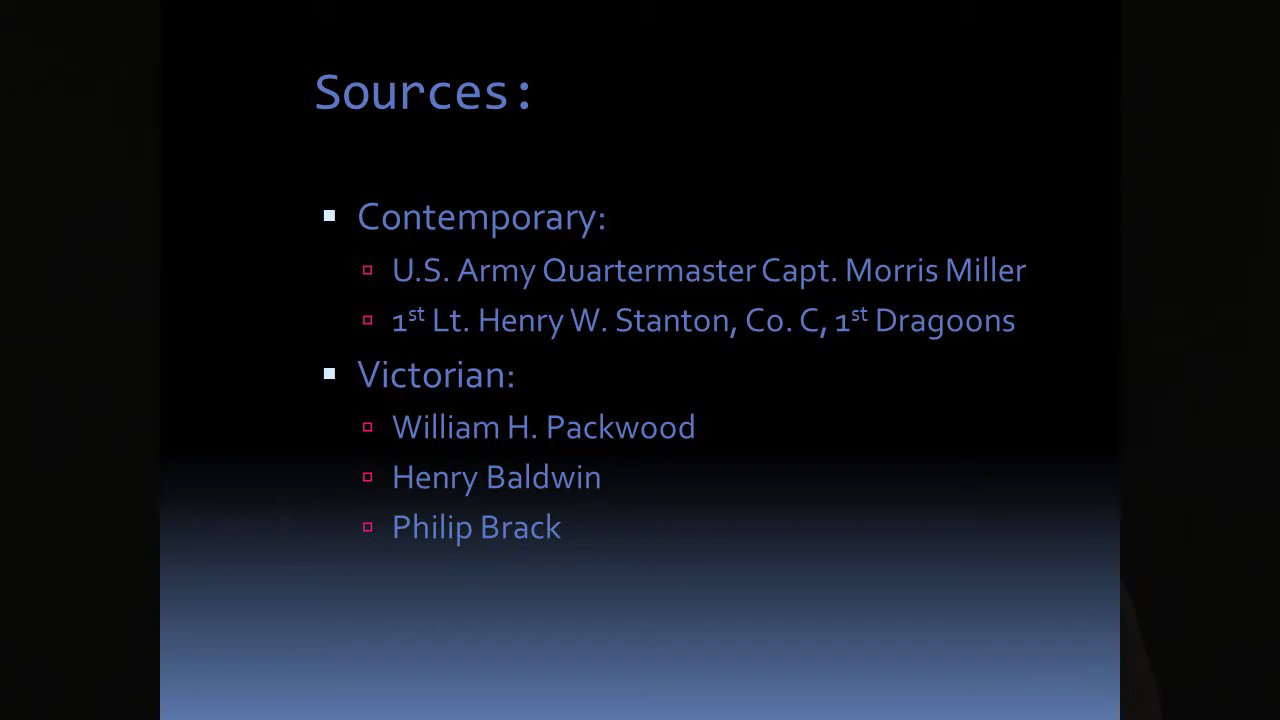 Sources:
Contemporary:
U.S. Army Quartermaster Capt. Morris Miller
1st Lt. Henry W. Stanton, Co. C, 1st Dragoons
Victorian:
William H. Packwood
Henry Baldwin
Philip Brack